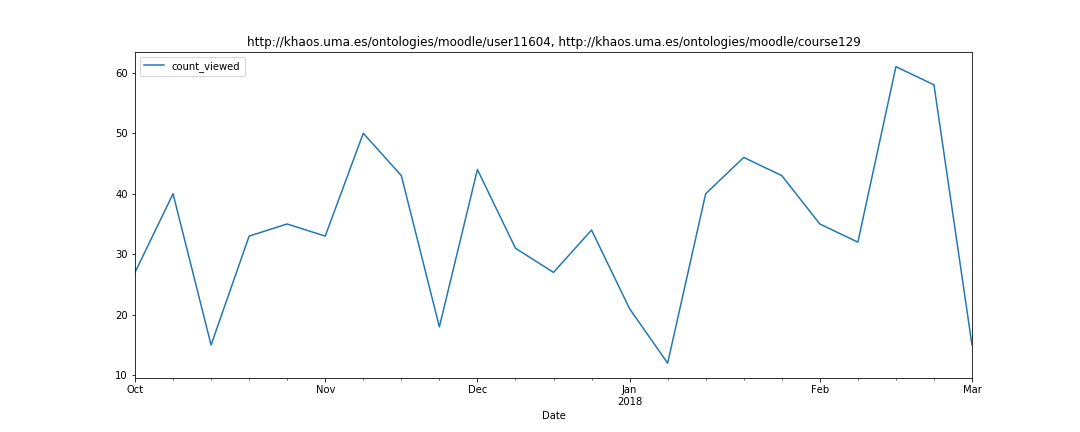 http://khaos.uma.es/ontologies/moodle/user11604, http://khaos.uma.es/ontologies/moodle/course129
count_viewed
60
50
40
30
20
10
Oct Nov Dec Jan Feb Mar
2018
Date